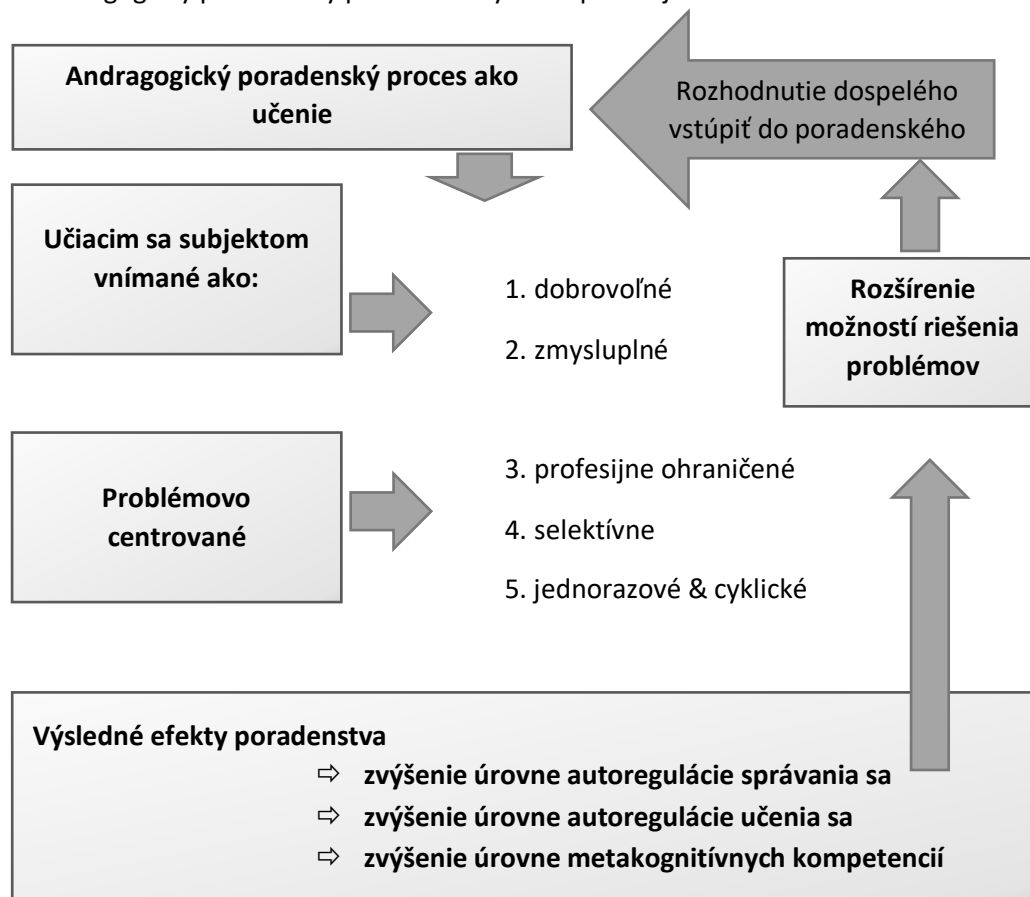 Andragogický poradenský proces ako
učenie
Rozhodnutie dospelého
vstúpiť do poradenského
Učiacim sa subjektom
vnímané ako:
1. dobrovoľné
2. zmysluplné
Rozšírenie
možností riešenia
problémov
Problémovo
centrované
3. profesijne ohraničené
4. selektívne
5. jednorazové & cyklické
Výsledné efekty poradenstva
⇨ zvýšenie úrovne autoregulácie správania sa
⇨ zvýšenie úrovne autoregulácie učenia sa
⇨ zvýšenie úrovne metakognitívnych kompetencií